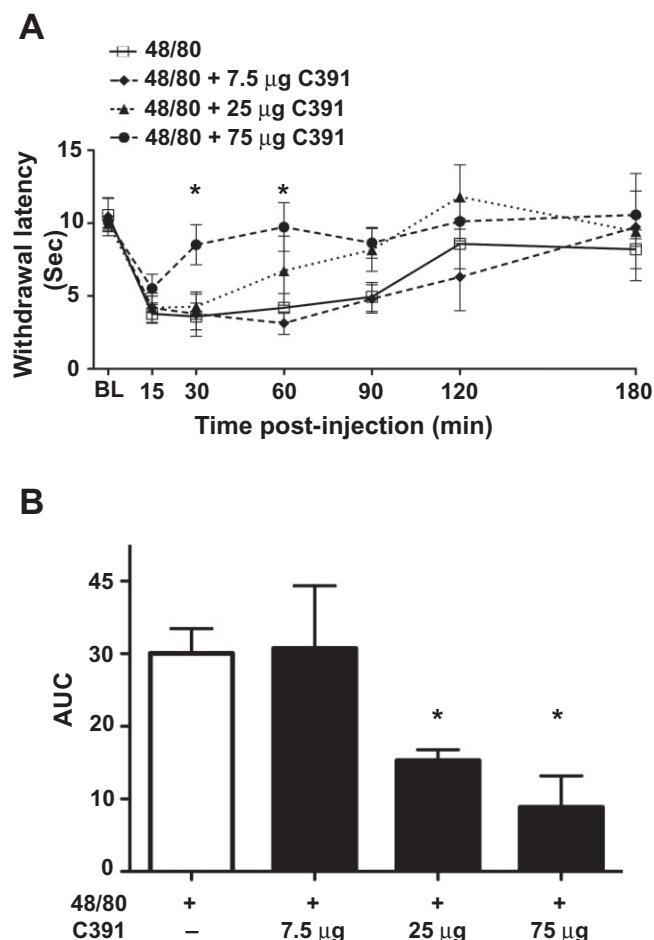 A
48/80
48/80 + 7.5 μg C391
48/80 + 25 μg C391
48/80 + 75 μg C391
15
10
5
0
Withdrawal latency
(Sec)
* *
BL 15 30 60 90 120 180
Time post-injection (min)
B
45
30
15
10
0
AUC
* *
48/80 + + + +
C391 – 7.5 μg 25 μg 75 μg